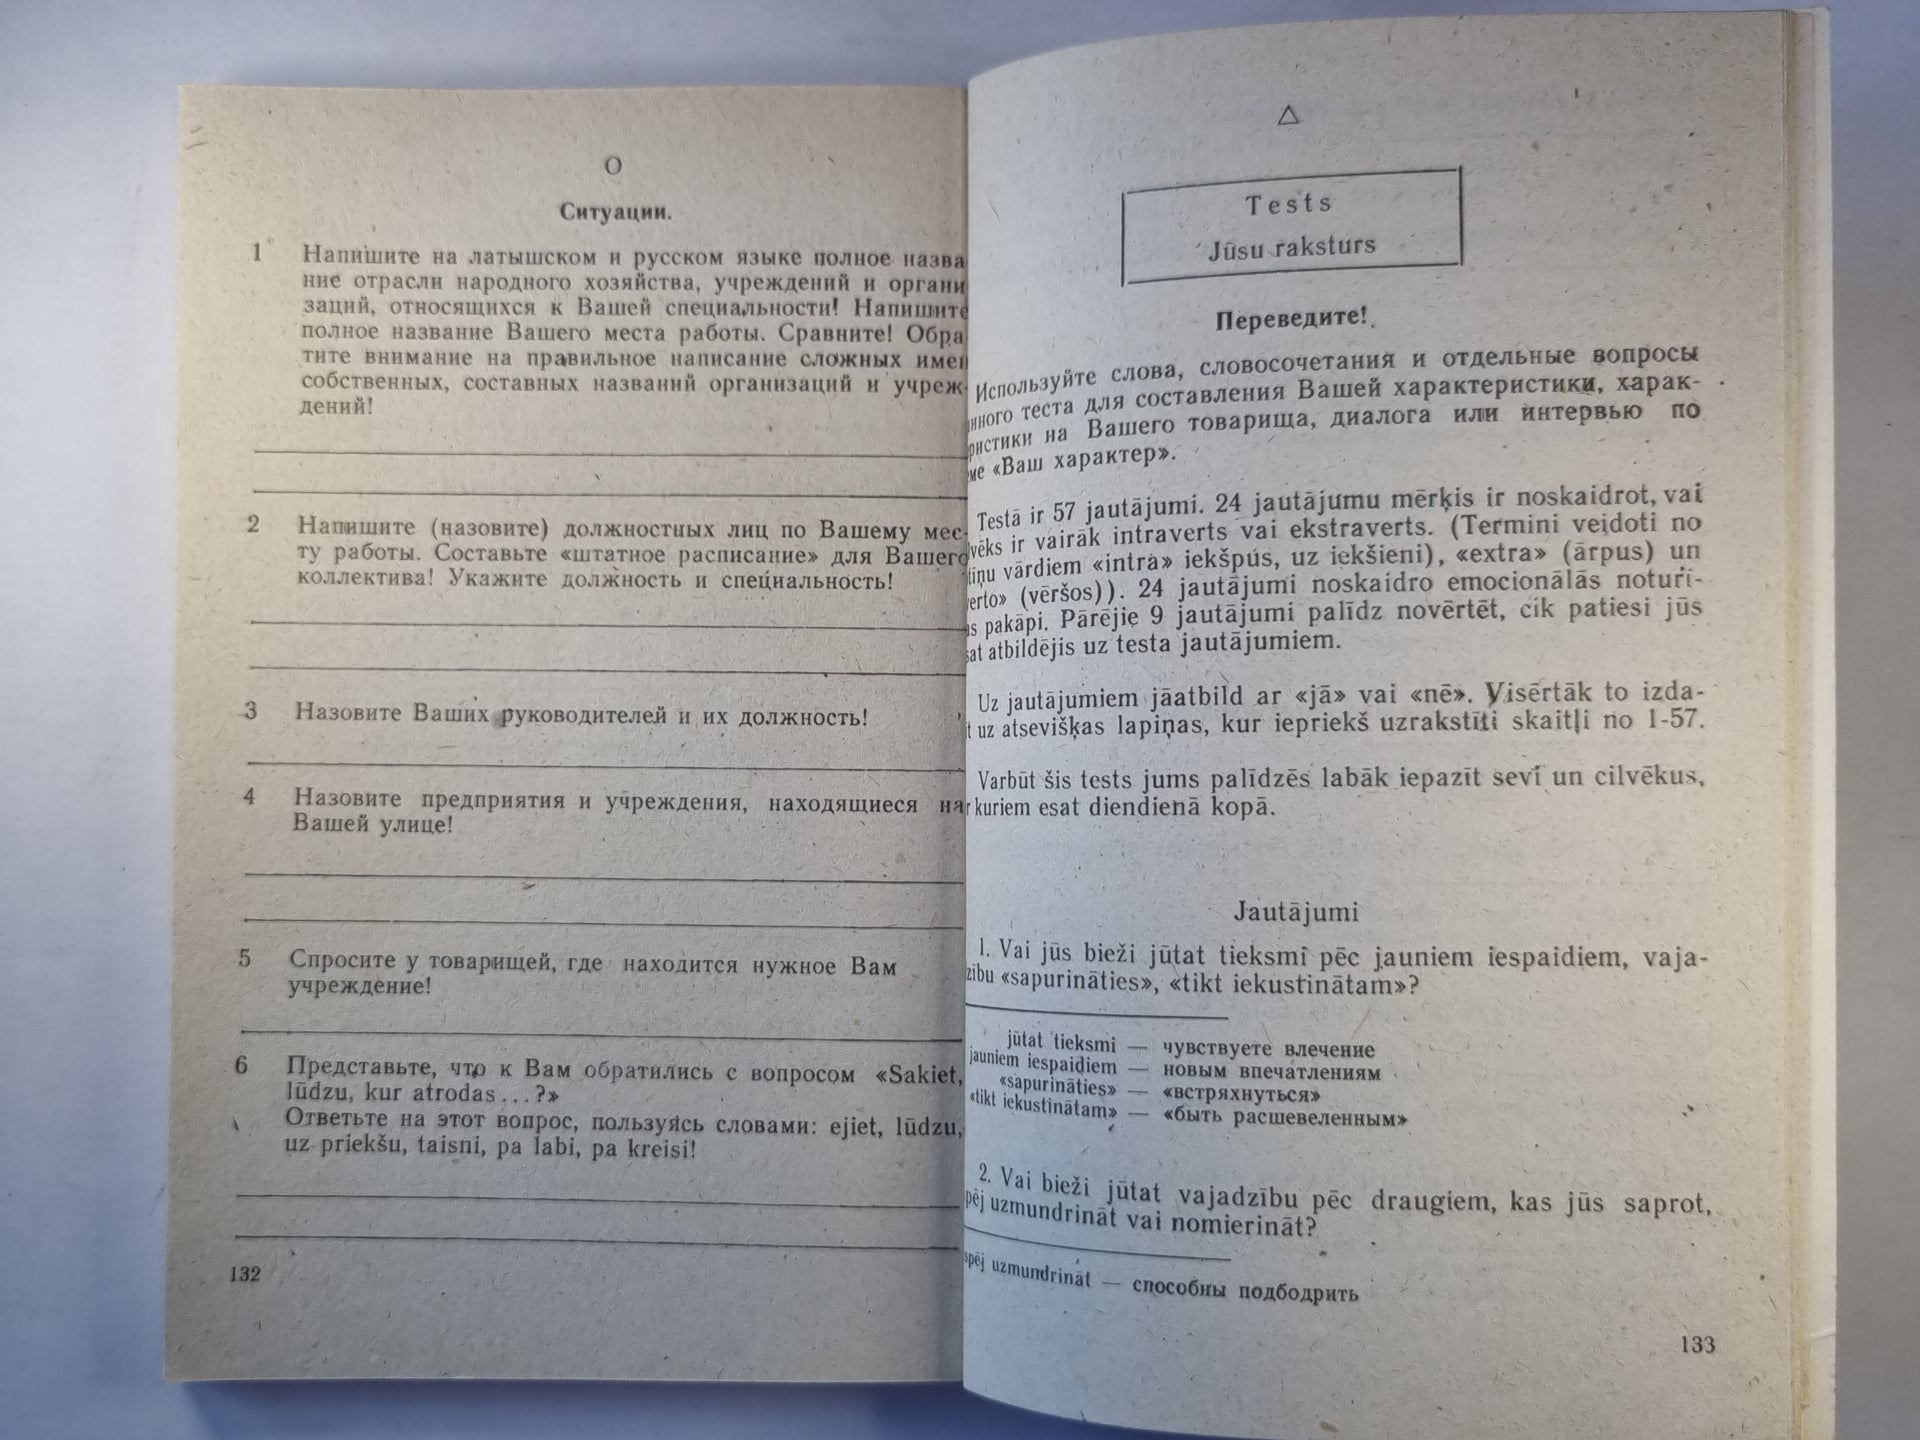 О
Ситуации.
1 Напишите на латышском и русском языке полное назва
ние отрасли народного хозяйства, учреждений и органи
заций, относящихся к Вашей специальности! Напишите
полное название Вашего места работы. Сравните! Обра
тите внимание на правильное написание сложных имен
собственных, составных названий организаций и учреж-
дений!
2 Напишите (назовите) должностных лиц по Вашему мес-
ту работы. Составьте «штатное расписание» для Вашего
коллектива! Укажите должность и специальность!
3 Назовите Ваших руководителей и их должность!
4 Назовите предприятия и учреждения, находящиеся на
Вашей улице!
5 Спросите у товарищей, где находится нужное Вам
учреждение!
6 Представьте, что к Вам обратились с вопросом «Sakiet,
lūdzu, kur atrodas...?»
Ответьте на этот вопрос, пользуясь словами: ejiet, lūdzu,
uz priekšu, taisni, pa labi, pa kreisi!
132
△
Tests
Jūsu raksturs
Переведите!
Используйте слова, словосочетания и отдельные вопросы
нного теста для составления Вашей характеристики, харак-
ристики на Вашего товарища, диалога или интервью по
ме «Ваш характер».
Testā ir 57 jautājumi. 24 jautājumu mērķis ir noskaidrot, vai
lvēks ir vairāk intraverts vai ekstraverts. (Termini veidoti no
tīņu vārdiem «intra» iekšpus, uz iekšieni), «extra» (ārpus) un
verto» (vēršos)). 24 jautājumi noskaidro emocionālās noturī-
as pakāpi. Pārējie 9 jautājumi palīdz novērtēt, cik patiesi jūs
sat atbildējis uz testa jautājumiem.
Uz jautājumiem jāatbild ar «jā» vai «nē». Visērtāk to izda-
t uz atsevišķas lapiņas, kur iepriekš uzrakstīti skaitļi no 1-57.
Varbūt šis tests jums palīdzēs labāk iepazīt sevi un cilvēkus,
r kuriem esat diendienā kopā.
Jautājumi
1. Vai jūs bieži jūtat tieksmi pēc jauniem iespaidiem, vaja-
zību «sapurināties», «tikt iekustinātam»?
jūtat tieksmi — чувствуете влечение
jauniem iespaidiem — новым впечатлениям
«sapurināties» — «встряхнуться»
«tikt iekustinātam» — «быть расшевеленным»
2. Vai bieži jūtat vajadzību pēc draugiem, kas jūs saprot,
pēj uzmundrināt vai nomierināt?
spēj uzmundrināt — способны подбодрить
133